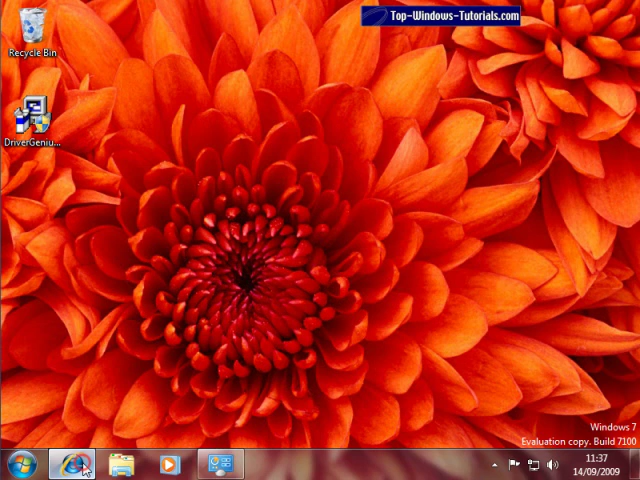 Top-Windows-Tutorials.com
Recycle Bin
DriverGeniu...
Windows 7
Evaluation copy. Build 7100
11:37
14/09/2009